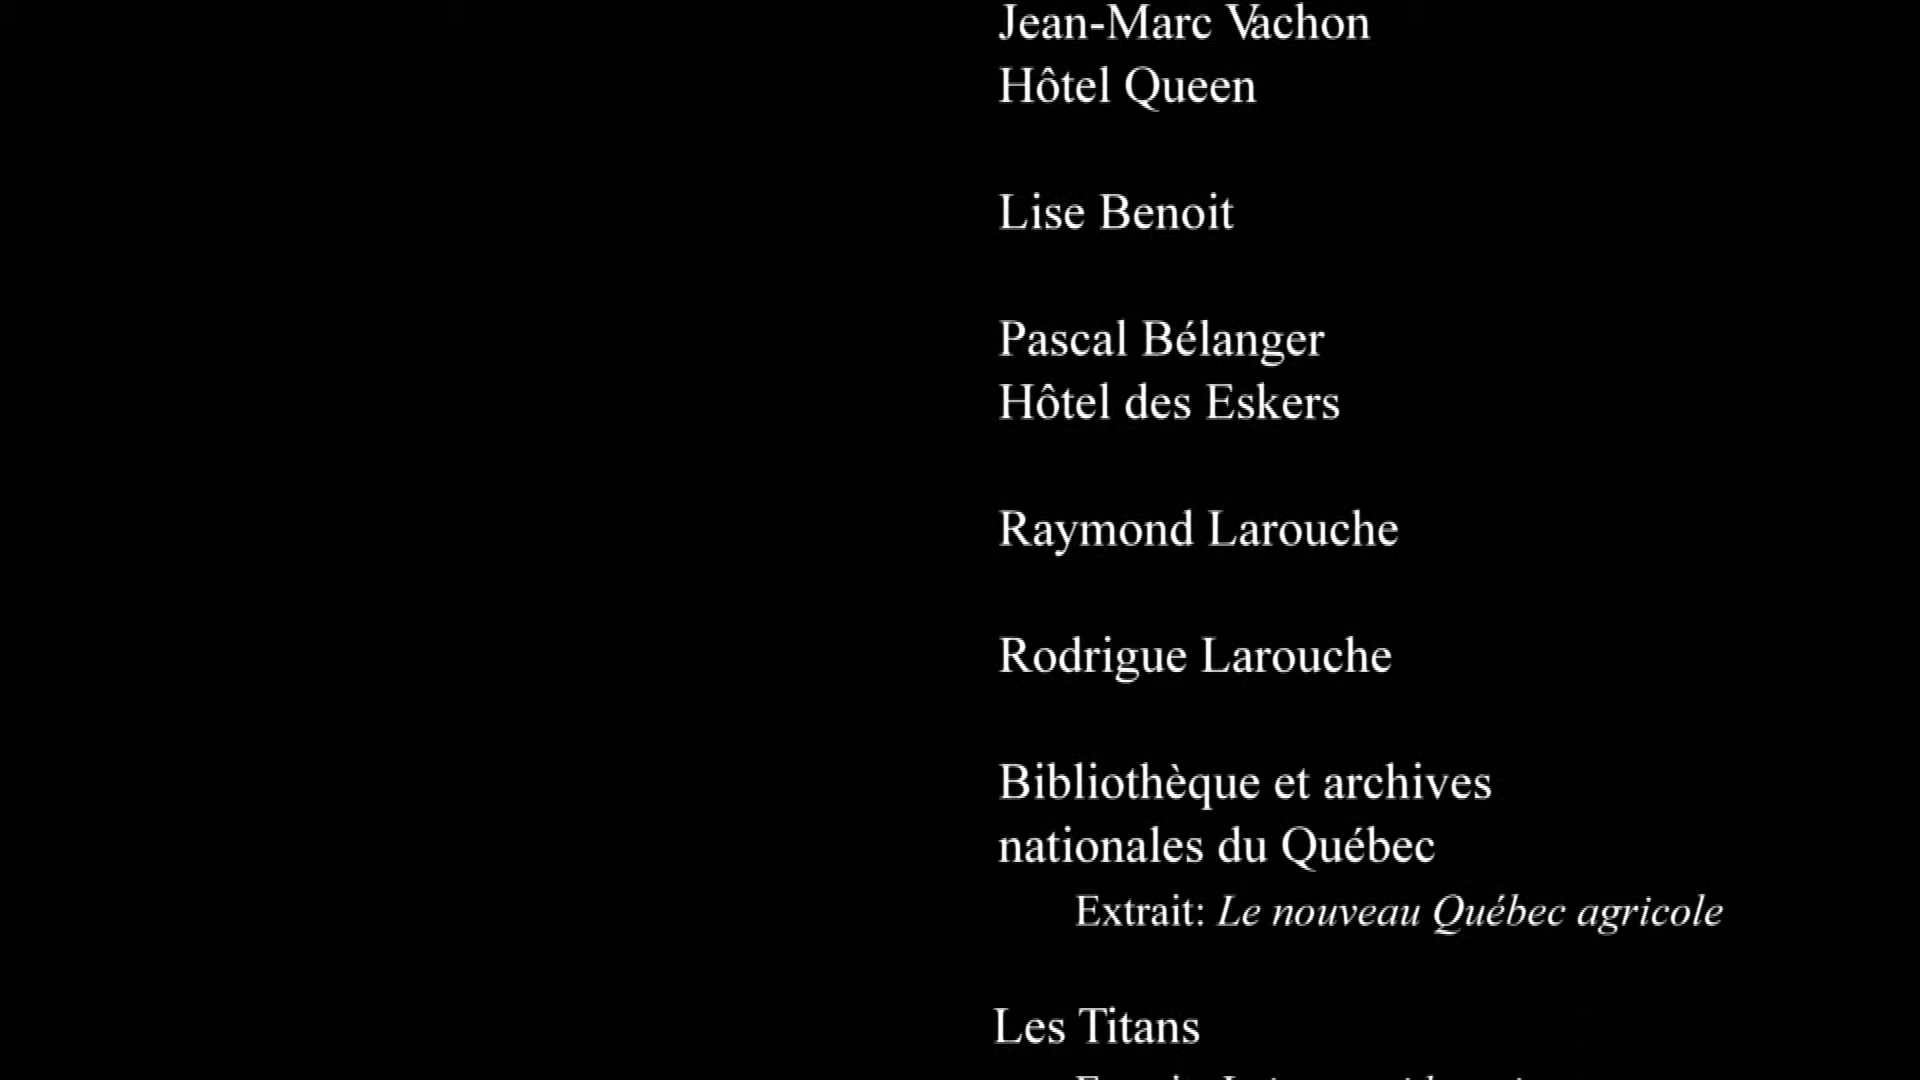 Jean-Marc Vachon
Hôtel Queen
Lise Benoit
Pascal Bélanger
Hôtel des Eskers
Raymond Larouche
Rodrigue Larouche
Bibliothèque et archives
nationales du Québec
Extrait: Le nouveau Québec agricole
Les Titans